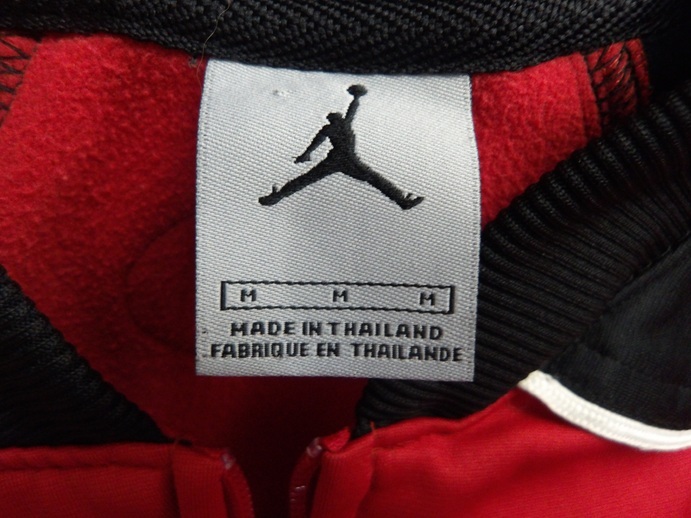 M M M
MADE IN THAILAND
FABRIQUE EN THAILANDE